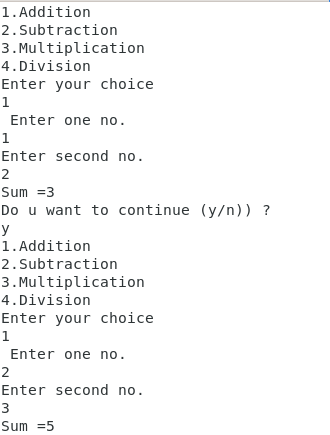 1.Addition
2.Subtraction
3.Multiplication
4.Division
Enter your choice
1
 Enter one no.
1
Enter second no.
2
Sum =3
Do u want to continue (y/n)) ?
y
1.Addition
2.Subtraction
3.Multiplication
4.Division
Enter your choice
1
 Enter one no.
2
Enter second no.
3
Sum =5